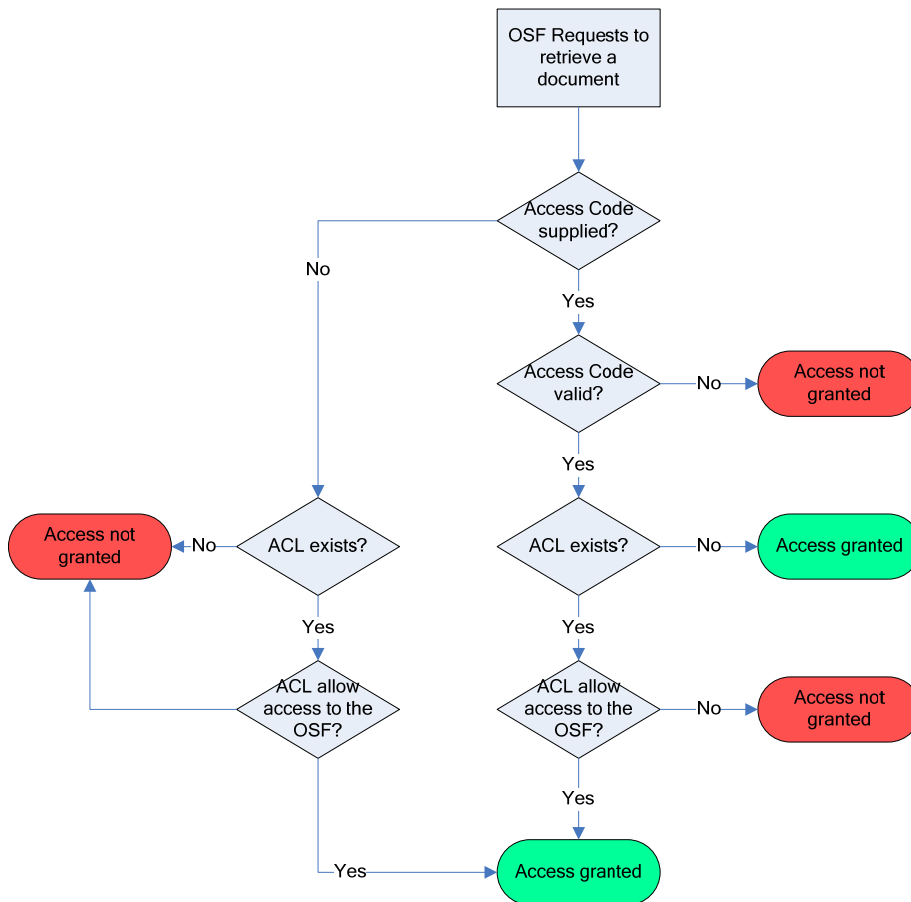 OSF Requests to
retrieve a
document
Access Code
supplied?
No
Yes
Access Code
valid?
No
Access not
granted
Yes
Access not
granted
No
ACL exists?
ACL exists?
No
Access granted
Yes
Yes
ACL allow
access to the
OSF?
ACL allow
access to the
OSF?
No
Access not
granted
Yes
Yes
Access granted